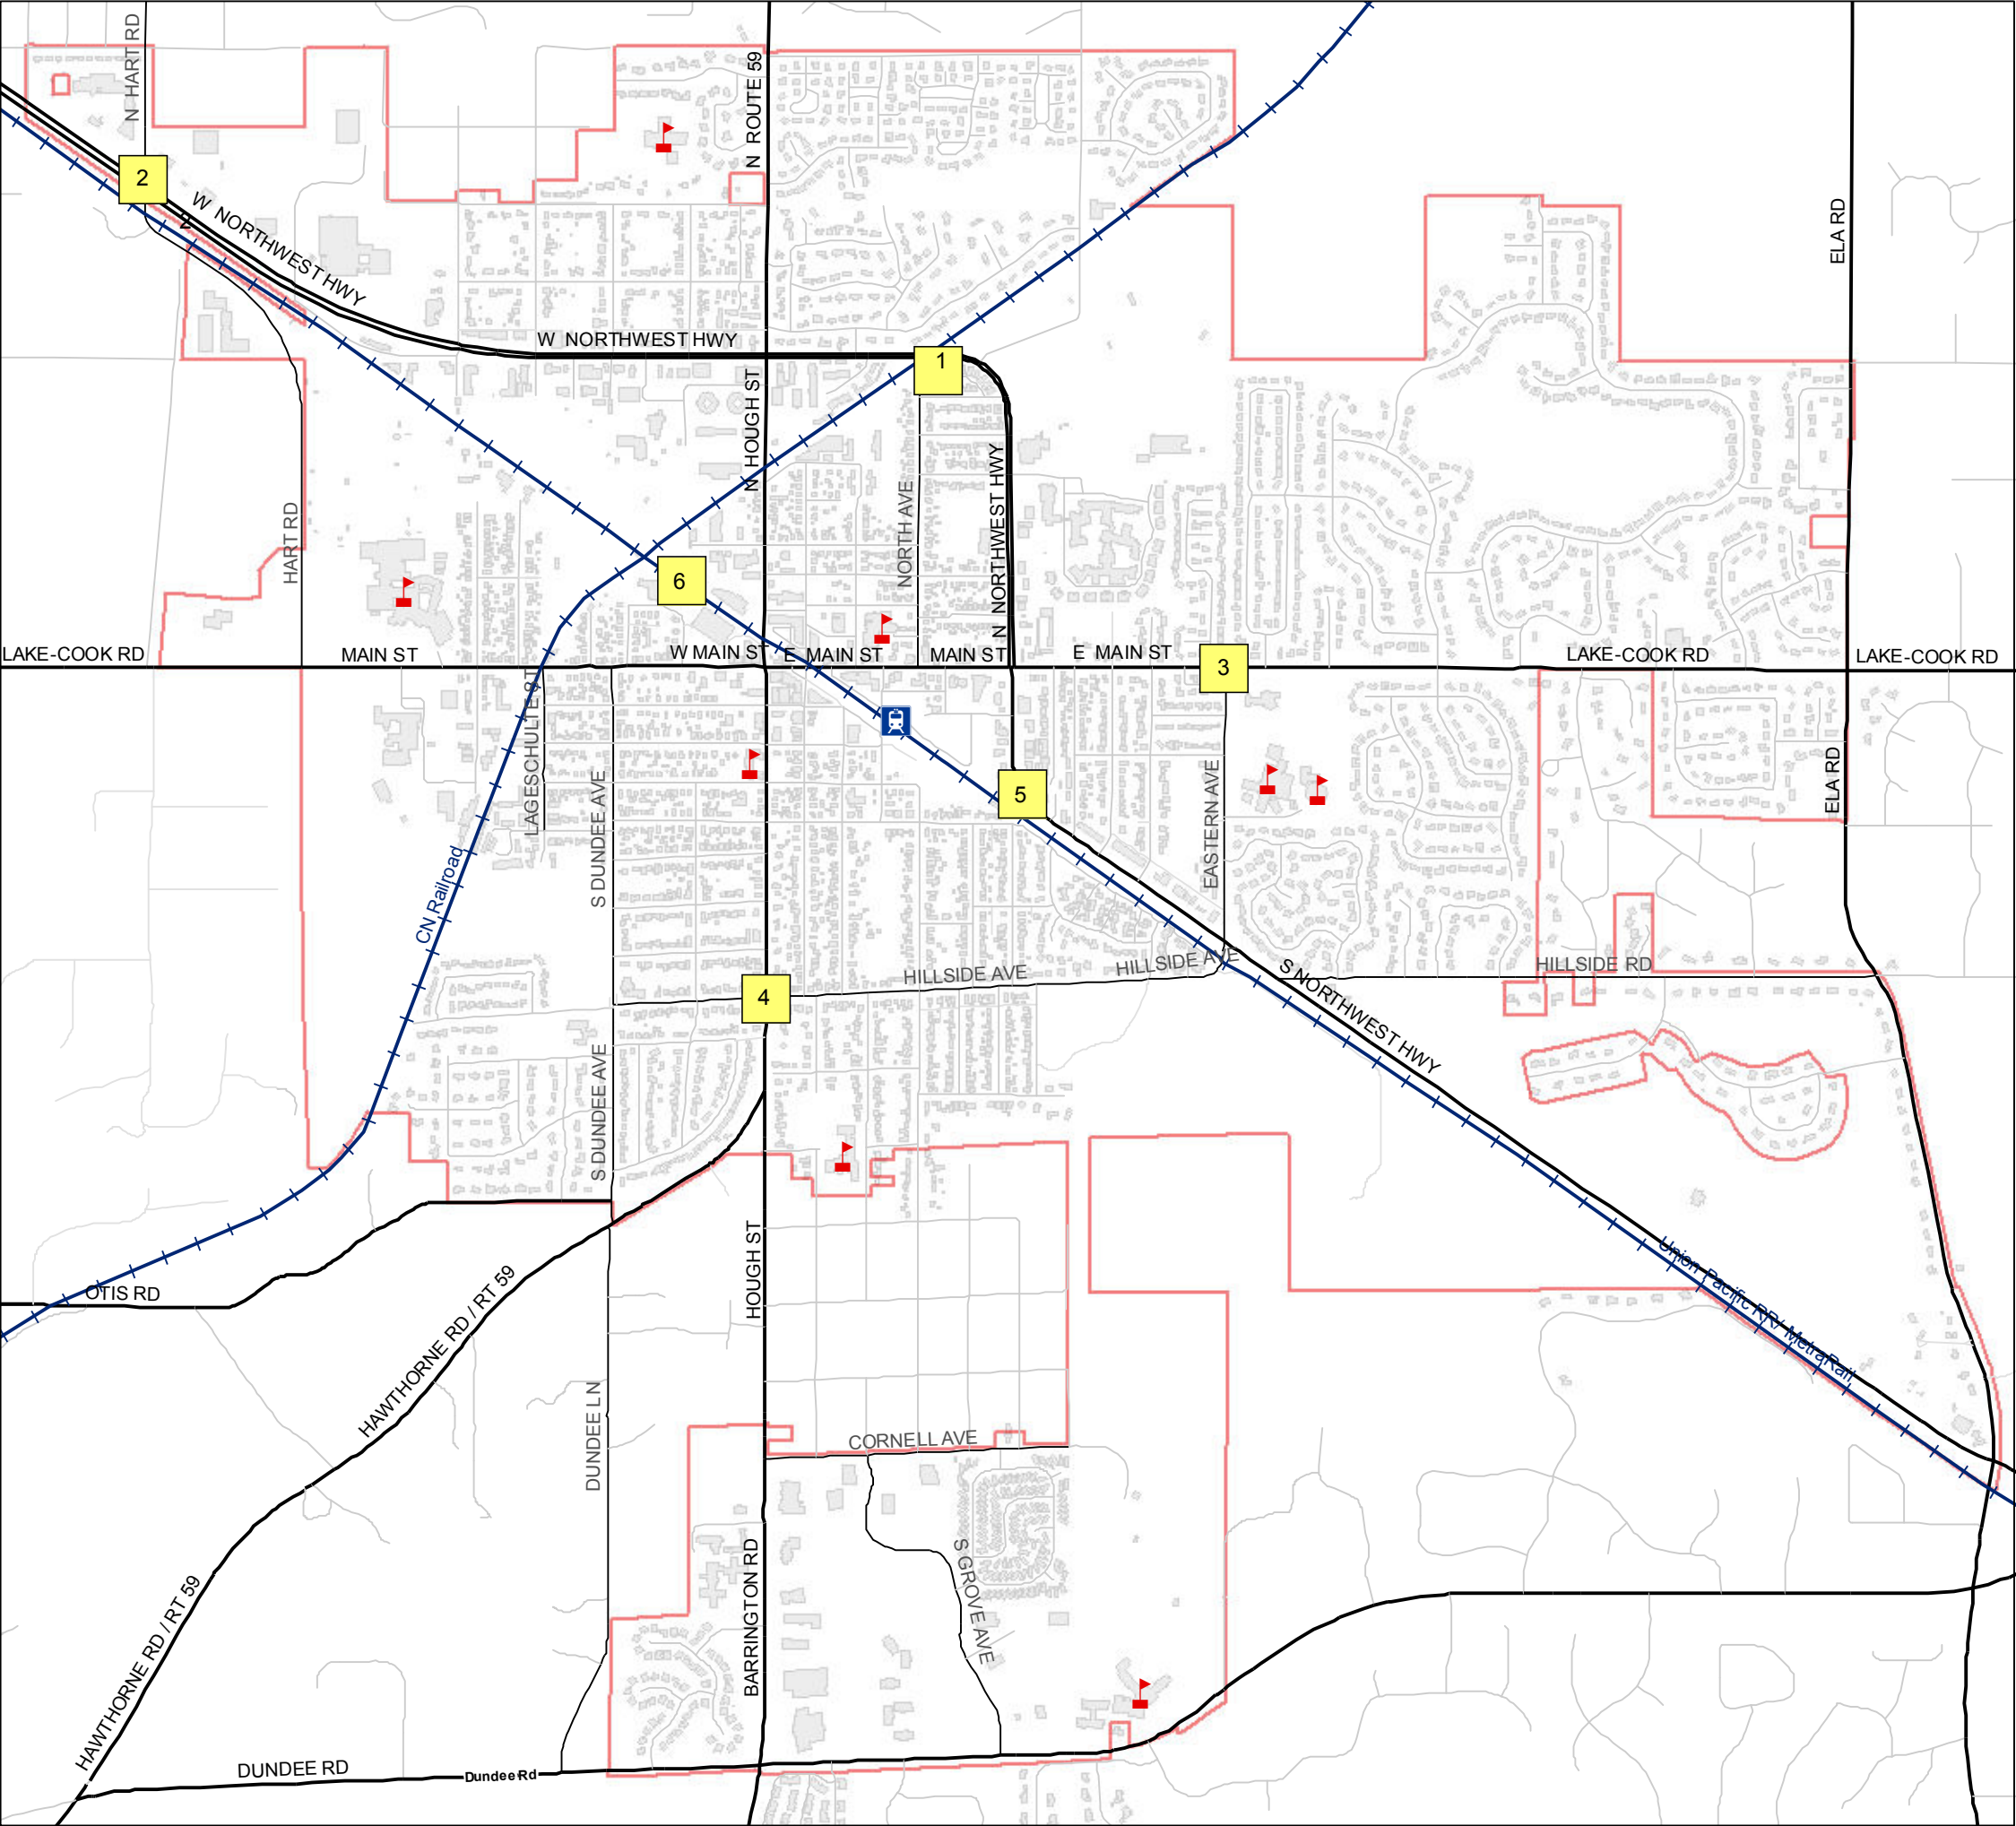 N HART RD
N ROUTE 59
ELA RD
2
2
W NORTHWEST HWY
W NORTHWEST HWY
1
N HOUGH ST
NORTH AVE
N NORTHWEST HWY
HART RD
6
LAKE-COOK RD
MAIN ST
W MAIN ST
E MAIN ST
MAIN ST
E MAIN ST
3
LAKE-COOK RD
LAKE-COOK RD
LAGESCHULTE ST
S DUNDEE AVE
5
EASTERN AVE
ELA RD
CN Railroad
4
HILLSIDE AVE
HILLSIDE AVE
S NORTHWEST HWY
HILLSIDE RD
S DUNDEE AVE
HOUGH ST
Union Pacific RR/ MetraRail
OTIS RD
HAWTHORNE RD / RT 59
DUNDEE LN
CORNELL AVE
S GROVE AVE
BARRINGTON RD
HAWTHORNE RD / RT 59
DUNDEE RD
Dundee Rd